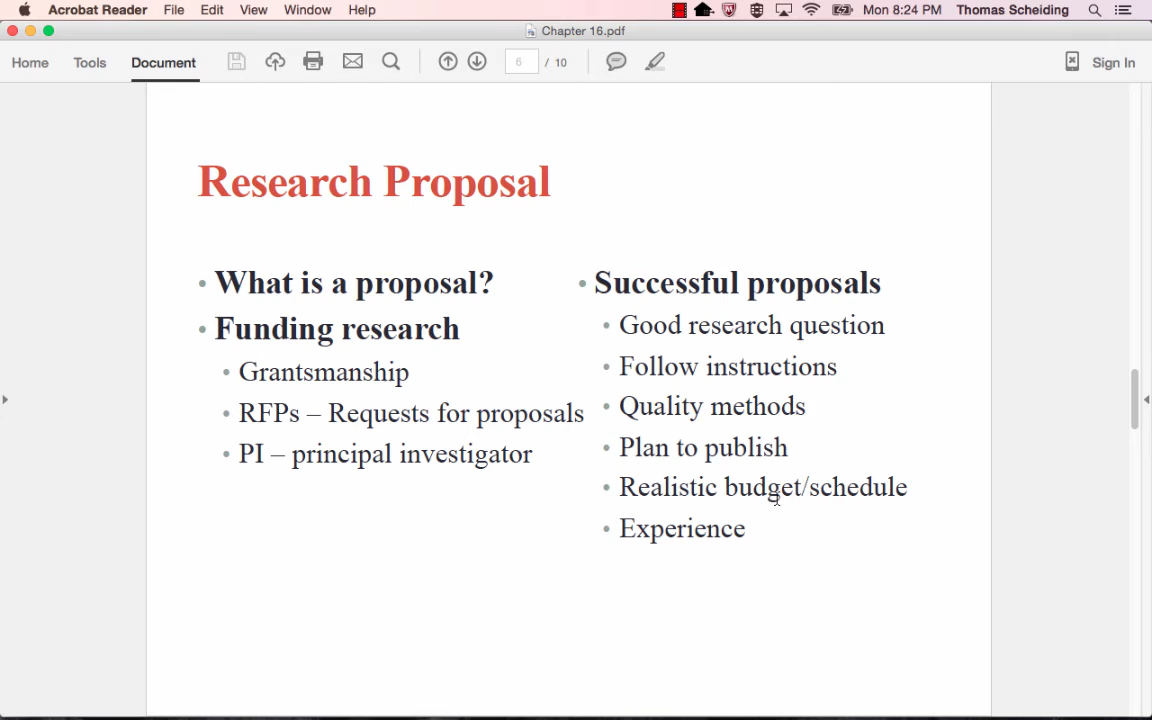 Acrobat Reader File Edit View Window Help Mon 8:24 PM Thomas Scheiding
Chapter 16.pdf
Home Tools Document 6 / 10 Sign In
Research Proposal
• What is a proposal?
• Funding research
• Grantsmanship
• RFPs – Requests for proposals
• PI – principal investigator
• Successful proposals
• Good research question
• Follow instructions
• Quality methods
• Plan to publish
• Realistic budget/schedule
• Experience